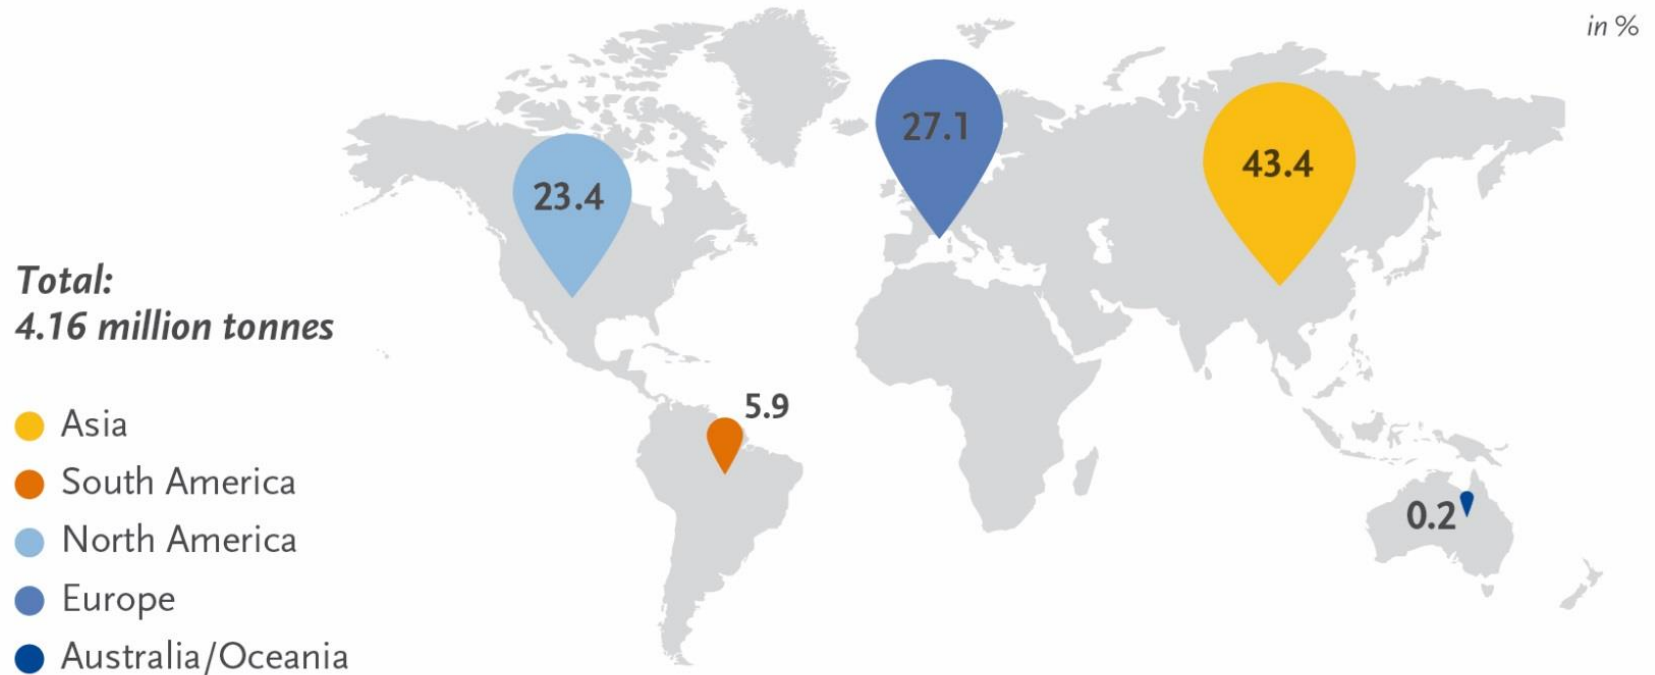 in %
27.1
43.4
23.4
Total:
4.16 million tonnes
5.9
Asia
South America
North America
0.2
Europe
Australia/Oceania